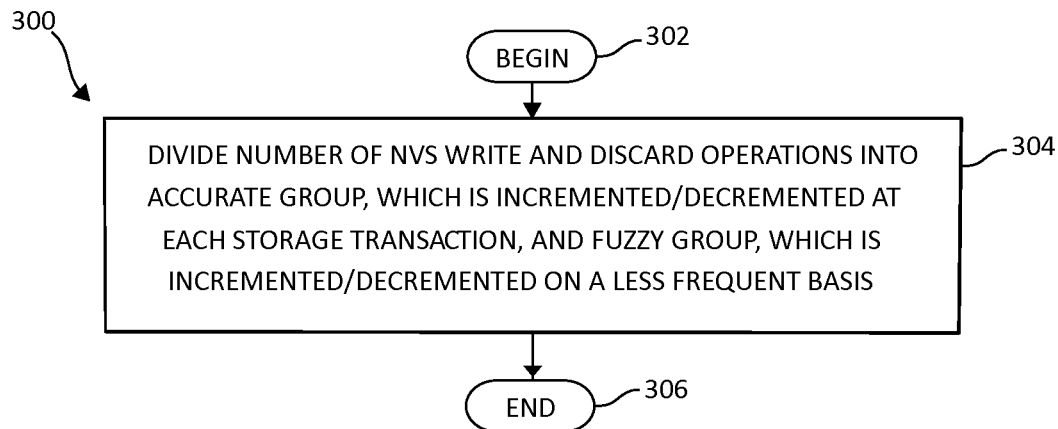 300
BEGIN
302
DIVIDE NUMBER OF NVS WRITE AND DISCARD OPERATIONS INTO
304
ACCURATE GROUP, WHICH IS INCREMENTED/DECREMENTED AT
EACH STORAGE TRANSACTION, AND FUZZY GROUP, WHICH IS
INCREMENTED/DECREMENTED ON A LESS FREQUENT BASIS
END
306